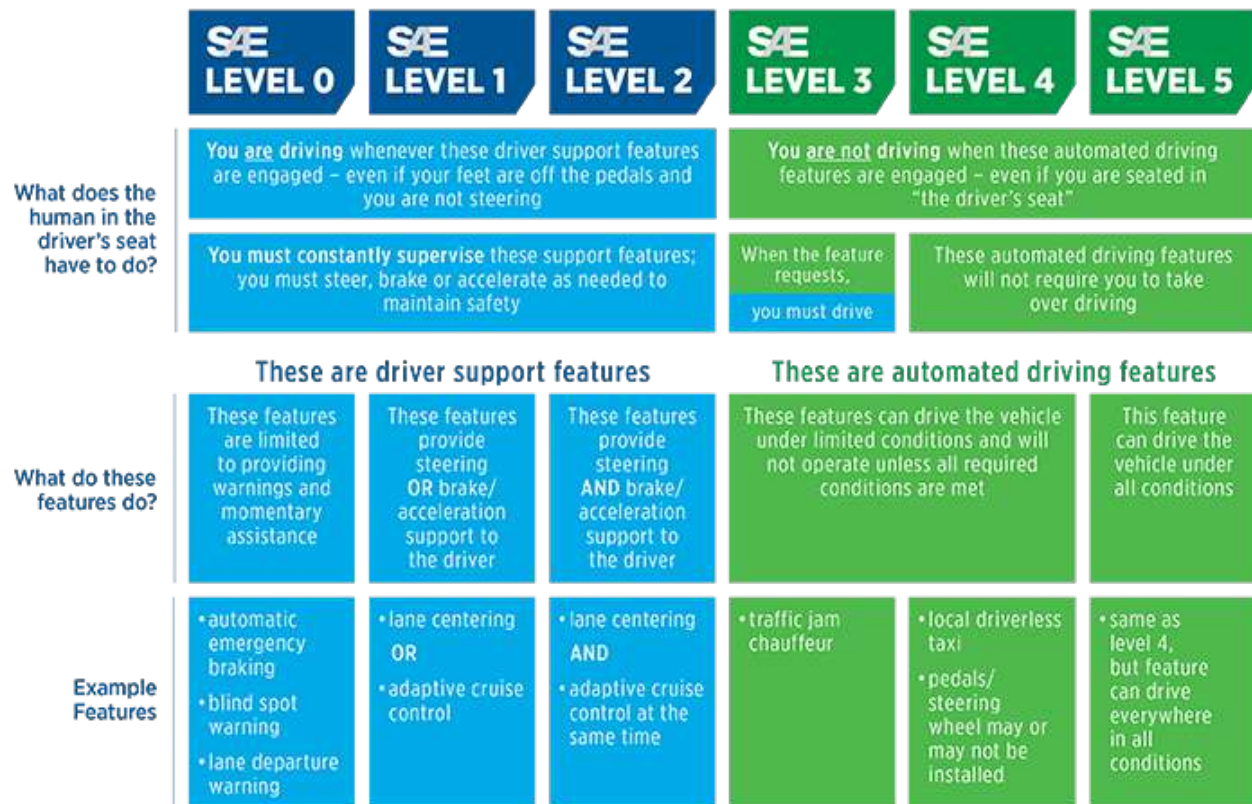 SAE
LEVEL 0
SAE
LEVEL 1
SAE
LEVEL 2
SAE
LEVEL 3
SAE
LEVEL 4
SAE
LEVEL 5
What does the
human in the
driver's seat
have to do?
You are driving whenever these driver support features
are engaged – even if your feet are off the pedals and
you are not steering
You are not driving when these automated driving
features are engaged – even if you are seated in
"the driver's seat"
You must constantly supervise these support features;
you must steer, brake or accelerate as needed to
maintain safety
When the feature
requests,
you must drive
These automated driving features
will not require you to take
over driving
These are driver support features
These are automated driving features
What do these
features do?
These features
are limited
to providing
warnings and
momentary
assistance
These features
provide
steering
OR brake/
acceleration
support to
the driver
These features
provide
steering
AND brake/
acceleration
support to
the driver
These features can drive the vehicle
under limited conditions and will
not operate unless all required
conditions are met
This feature
can drive the
vehicle under
all conditions
Example
Features
• automatic
emergency
braking
• blind spot
warning
• lane departure
warning
• lane centering
OR
• adaptive cruise
control
• lane centering
AND
• adaptive cruise
control at the
same time
• traffic jam
chauffeur
• local driverless
taxi
• pedals/
steering
wheel may or
may not be
installed
• same as
level 4,
but feature
can drive
everywhere
in all
conditions